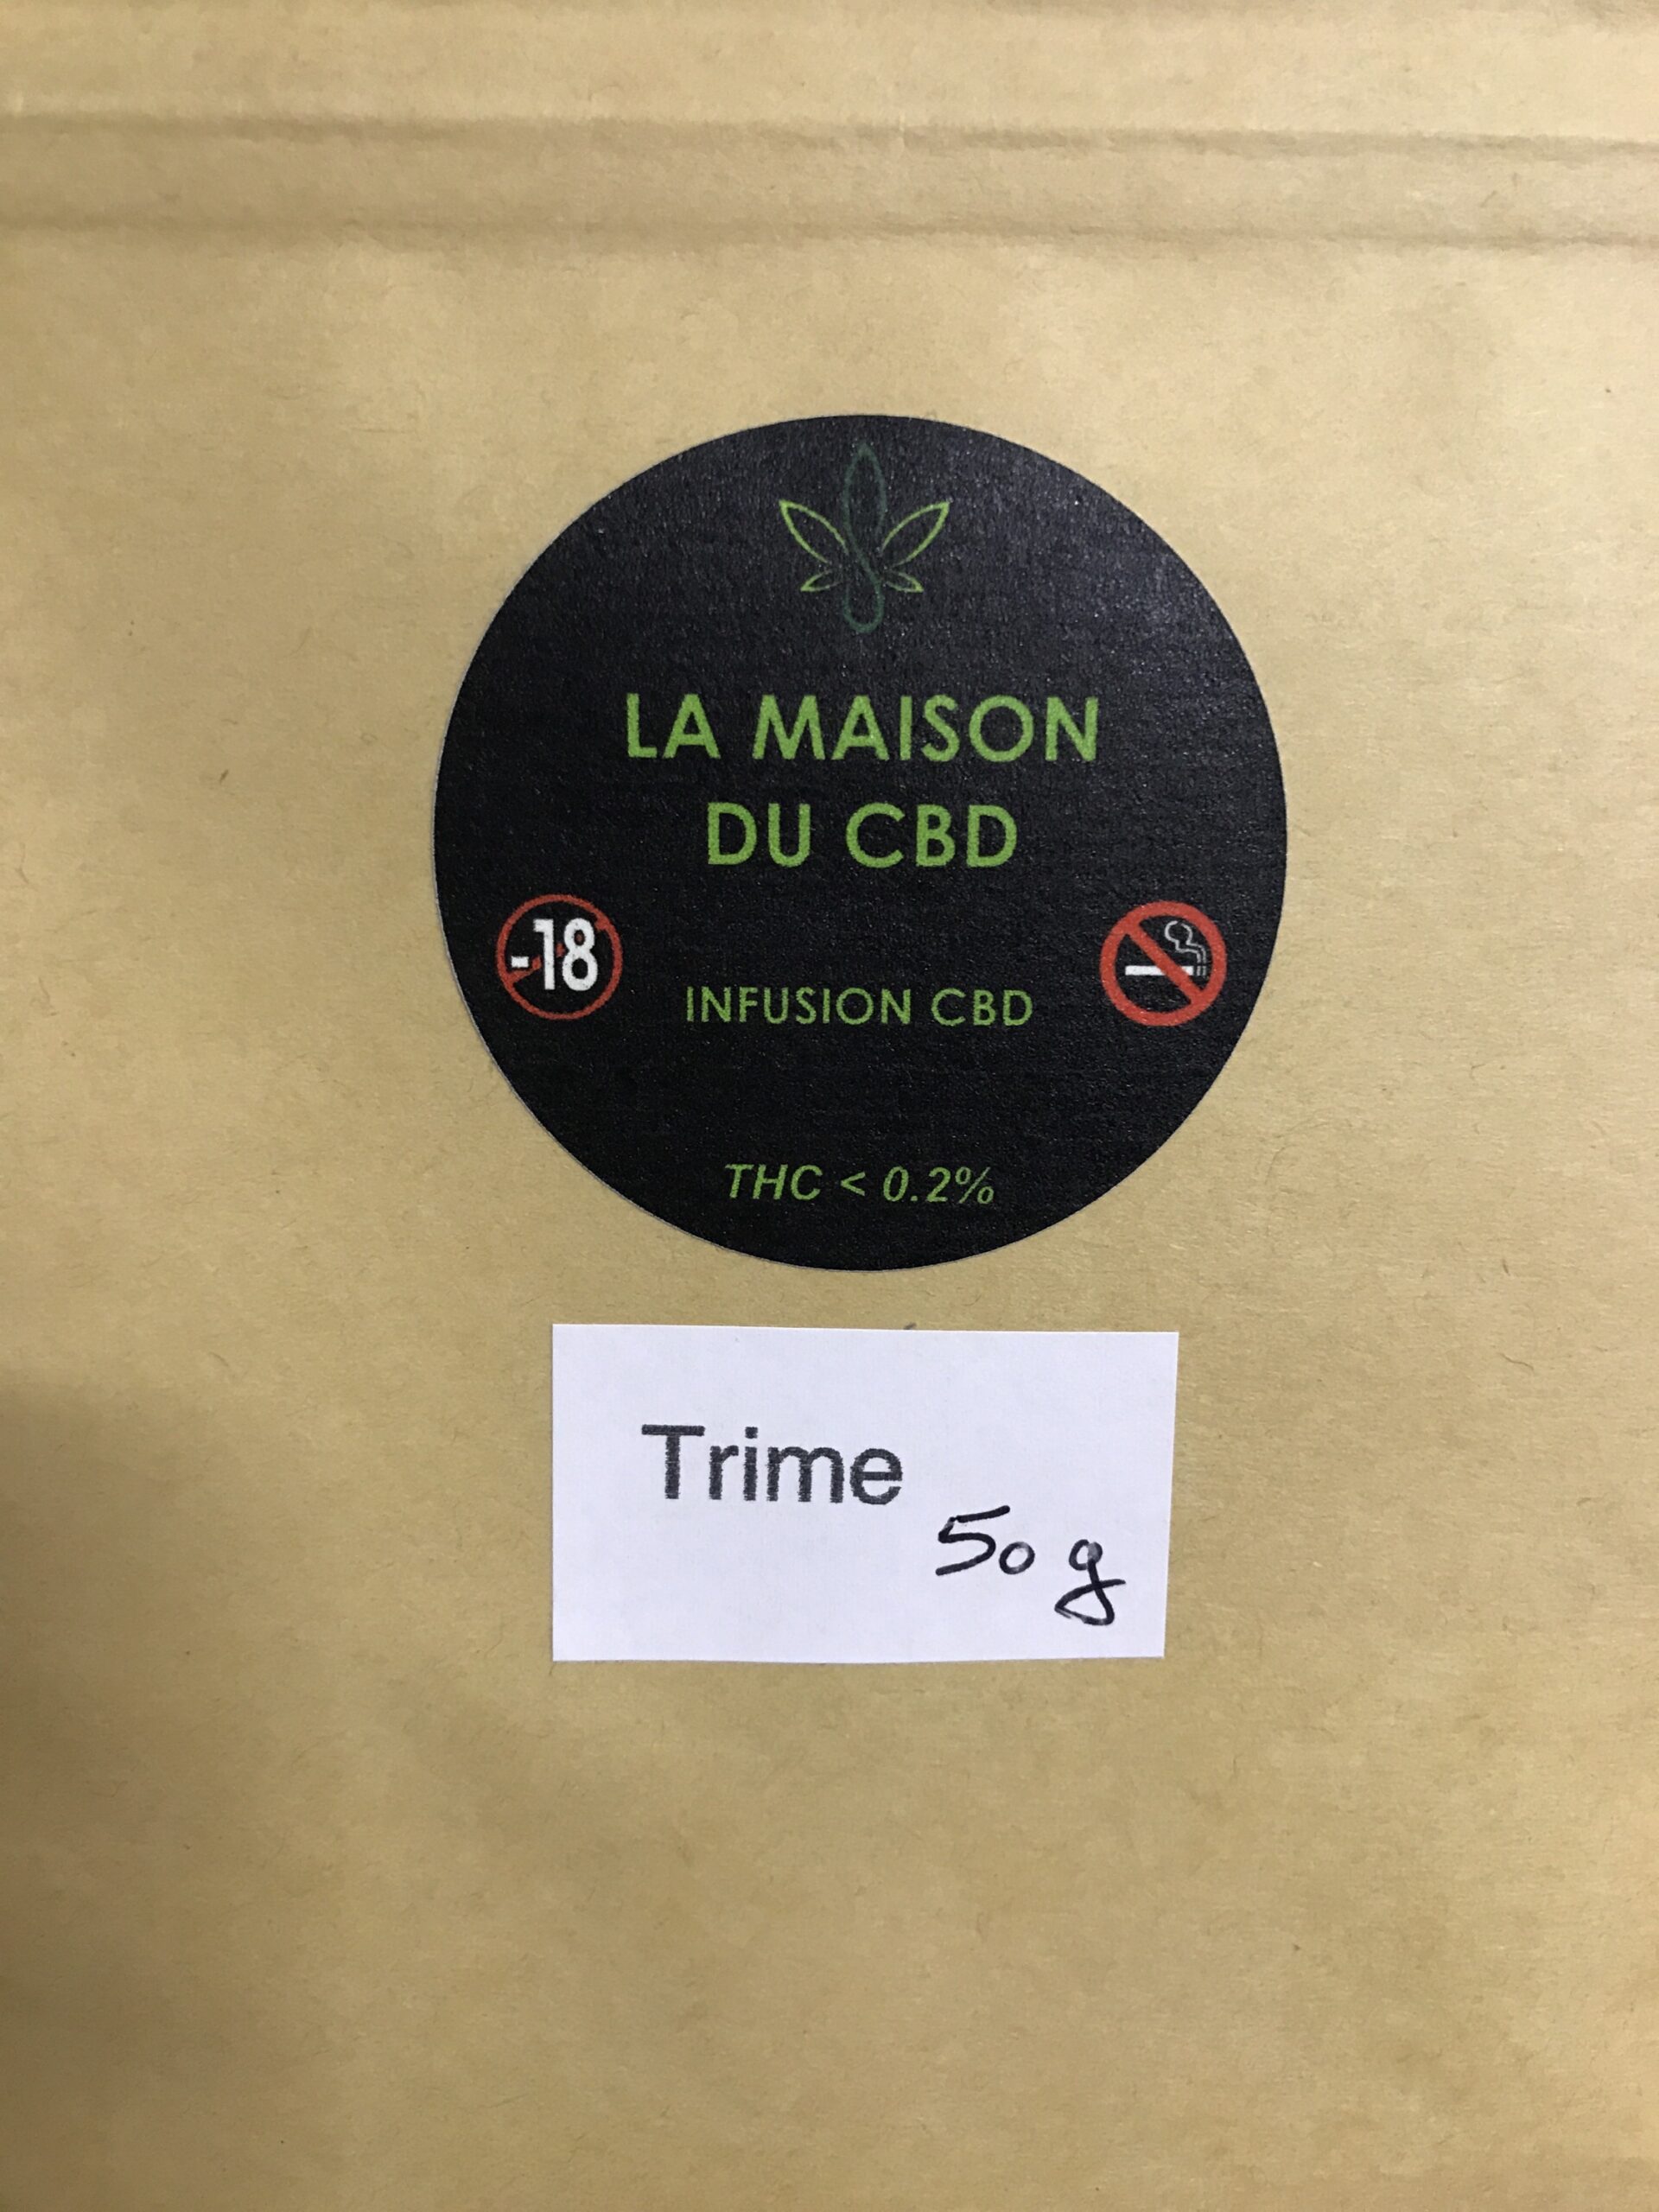 LA MAISON
DU CBD
-18
INFUSION CBD
THC < 0.2%
Trime
50 g